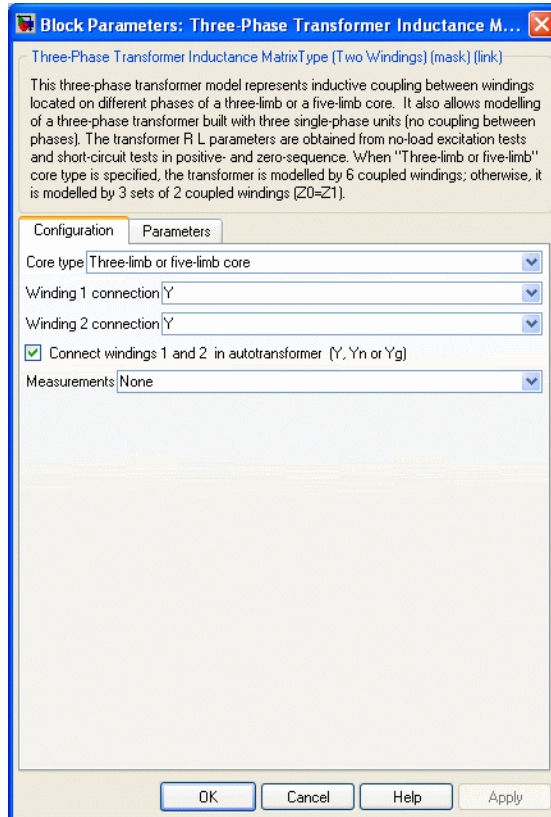 Block Parameters: Three-Phase Transformer Inductance M...
Three-Phase Transformer Inductance MatrixType (Two Windings) (mask) (link)
This three-phase transformer model represents inductive coupling between windings
located on different phases of a three-limb or a five-limb core. It also allows modelling
of a three-phase transformer built with three single-phase units (no coupling between
phases). The transformer R L parameters are obtained from no-load excitation tests
and short-circuit tests in positive- and zero-sequence. When "Three-limb or five-limb"
core type is specified, the transformer is modelled by 6 coupled windings; otherwise, it
is modelled by 3 sets of 2 coupled windings (Z0=Z1).
Configuration Parameters
Core type Three-limb or five-limb core
Winding 1 connection Y
Winding 2 connection Y
Connect windings 1 and 2 in autotransformer (Y, Yn or Yg)
Measurements None
OK Cancel Help Apply